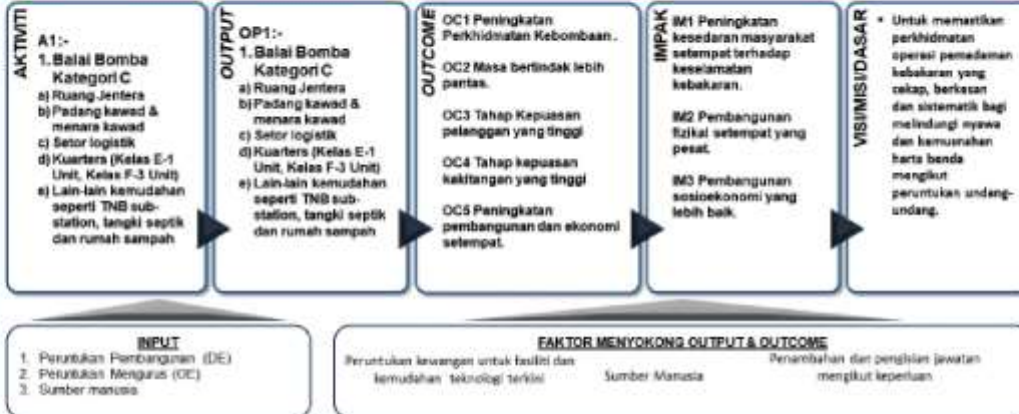 AKTIVITI
A1:-
1. Balai Bomba
Kategori C
a) Ruang Jentera
b) Padang kawad &
menara kawad
c) Setor logistik
d) Kuarters (Kelas E-1
Unit, Kelas F-3 Unit)
e) Lain-lain kemudahan
seperti TNB sub-
station, tangki septik
dan rumah sampah
OUTPUT
OP1:-
1. Balai Bomba
Kategori C
a) Ruang Jentera
b) Padang kawad &
menara kawad
c) Setor logistik
d) Kuarters (Kelas E-1
Unit, Kelas F-3 Unit)
e) Lain-lain kemudahan
seperti TNB sub-
station, tangki septik
dan rumah sampah
OUTCOME
OC1 Peningkatan
Perkhidmatan Kebombaan.
OC2 Masa bertindak lebih
pantas.
OC3 Tahap Kepuasan
pelanggan yang tinggi
OC4 Tahap kepuasan
kakitangan yang tinggi
OC5 Peningkatan
pembangunan dan ekonomi
setempat.
IMPAK
IM1 Peningkatan
kesedaran masyarakat
setempat terhadap
keselamatan
kebakaran.
IM2 Pembangunan
fizikal setempat yang
pesat.
IM3 Pembangunan
sosioekonomi yang
lebih baik.
VISI/MISI/DASAR
• Untuk memastikan
perkhidmatan
operasi pemadaman
kebakaran yang
cekap, berkesan
dan sistematik bagi
melindungi nyawa
dan kemusnahan
harta benda
mengikut
peruntukan undang-
undang.
INPUT
1. Peruntukan Pembangunan (DE)
2. Peruntukan Mengurus (OE)
3. Sumber manusia
FAKTOR MENYOKONG OUTPUT & OUTCOME
Peruntukan kewangan untuk fasiliti dan
kemudahan teknologi terkini
Sumber Manusia
Penambahan dan pengisian jawatan
mengikut keperluan